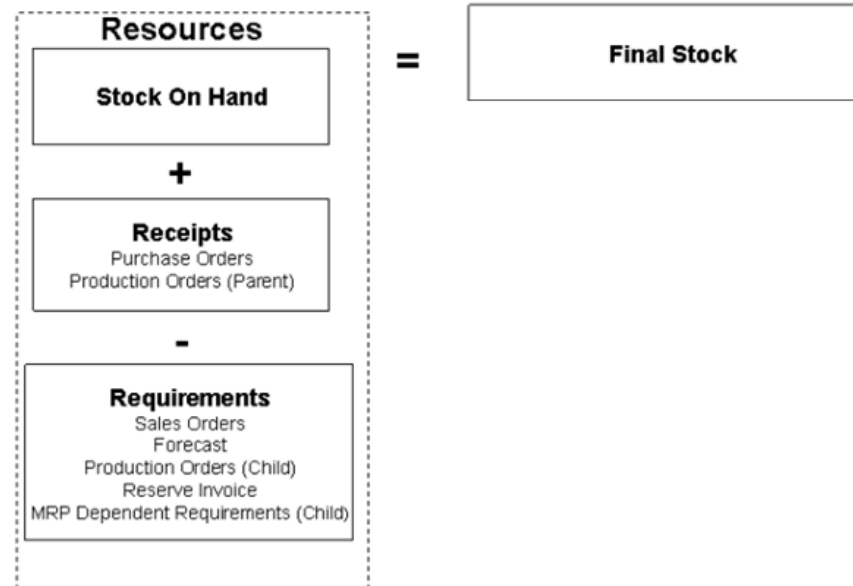 Resources
Stock On Hand
+
Receipts
Purchase Orders
Production Orders (Parent)
-
Requirements
Sales Orders
Forecast
Production Orders (Child)
Reserve Invoice
MRP Dependent Requirements (Child)
=
Final Stock